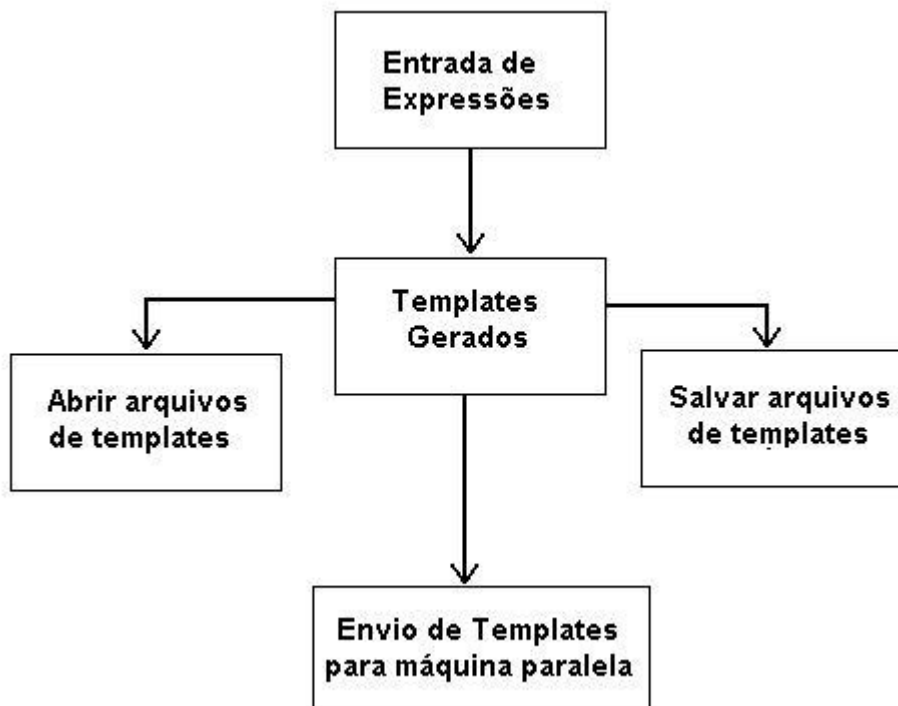 Entrada de
Expressões
Templates
Gerados
Abrir arquivos
de templates
Salvar arquivos
de templates
Envio de Templates
para máquina paralela